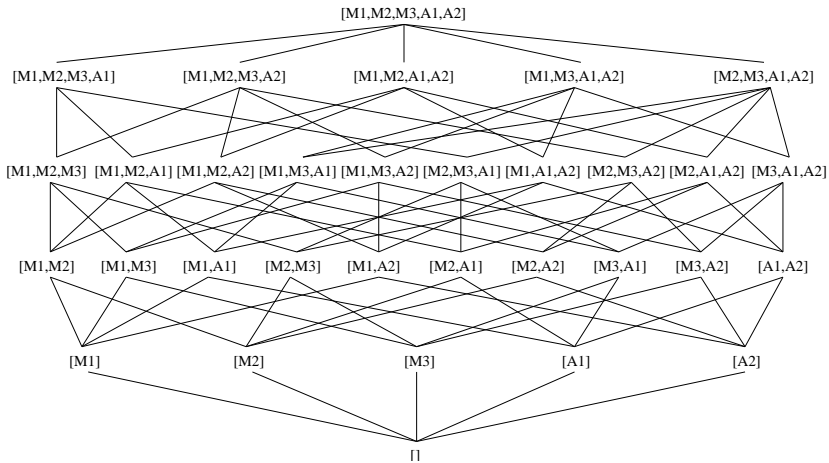 [M1,M2,M3,A1,A2]
[M1,M2,M3,A1] [M1,M2,M3,A2] [M1,M2,A1,A2] [M1,M3,A1,A2] [M2,M3,A1,A2]
[M1,M2,M3] [M1,M2,A1] [M1,M2,A2] [M1,M3,A1] [M1,M3,A2] [M2,M3,A1] [M1,A1,A2] [M2,M3,A2] [M2,A1,A2] [M3,A1,A2]
[M1,M2] [M1,M3] [M1,A1] [M2,M3] [M1,A2] [M2,A1] [M2,A2] [M3,A1] [M3,A2] [A1,A2]
[M1] [M2] [M3] [A1] [A2]
[]